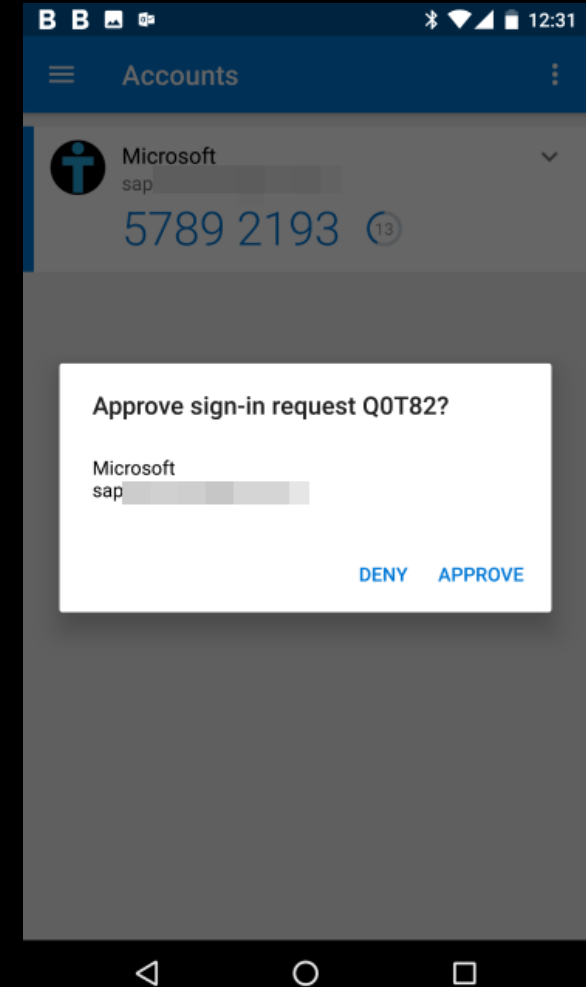 B B 12:31
Accounts
Microsoft
sap
5789 2193 13
Approve sign-in request Q0T82?
Microsoft
sap
DENY APPROVE